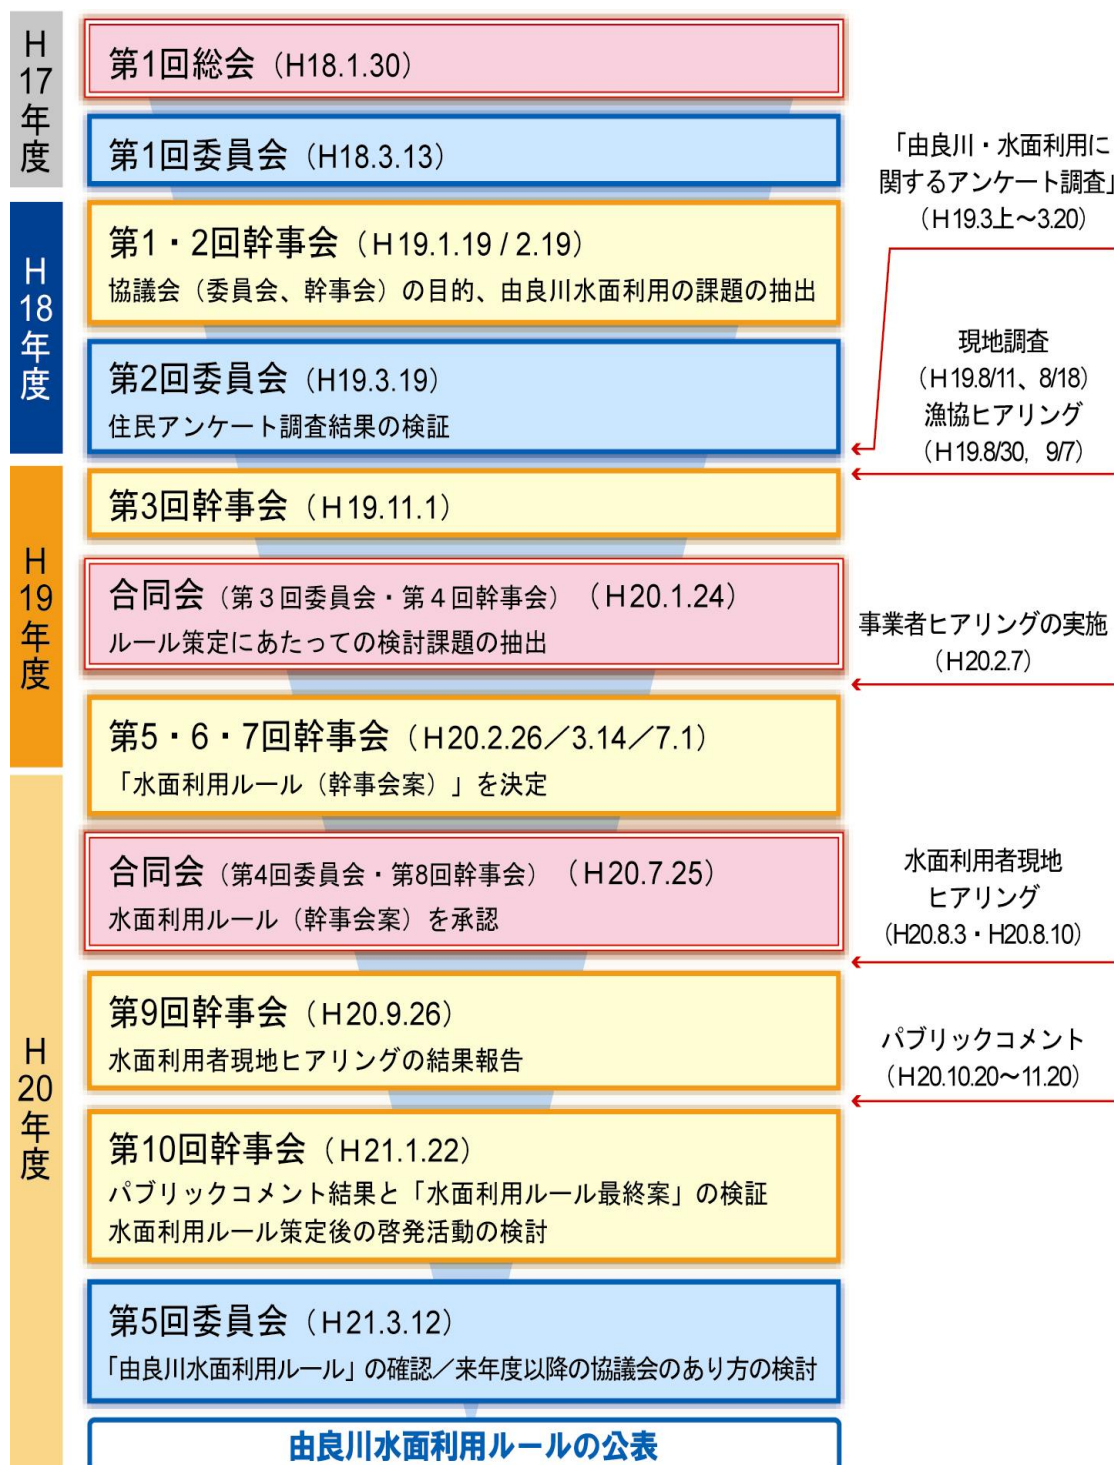 H17年度
第1回総会（H18.1.30）
第1回委員会（H18.3.13）
H18年度
第1・2回幹事会（H19.1.19 / 2.19）
協議会（委員会、幹事会）の目的、由良川水面利用の課題の抽出
第2回委員会（H19.3.19）
住民アンケート調査結果の検証
「由良川・水面利用に
関するアンケート調査」
（H19.3上～3.20）
現地調査
（H19.8/11、8/18）
漁協ヒアリング
（H19.8/30, 9/7）
H19年度
第3回幹事会（H19.11.1）
合同会（第３回委員会・第４回幹事会）（H20.1.24）
ルール策定にあたっての検討課題の抽出
事業者ヒアリングの実施
（H20.2.7）
第5・6・7回幹事会（H20.2.26／3.14／7.1）
「水面利用ルール（幹事会案）」を決定
H20年度
合同会（第4回委員会・第8回幹事会）（H20.7.25）
水面利用ルール（幹事会案）を承認
水面利用者現地
ヒアリング
（H20.8.3・H20.8.10）
第9回幹事会（H20.9.26）
水面利用者現地ヒアリングの結果報告
パブリックコメント
（H20.10.20～11.20）
第10回幹事会（H21.1.22）
パブリックコメント結果と「水面利用ルール最終案」の検証
水面利用ルール策定後の啓発活動の検討
第5回委員会（H21.3.12）
「由良川水面利用ルール」の確認／来年度以降の協議会のあり方の検討
由良川水面利用ルールの公表